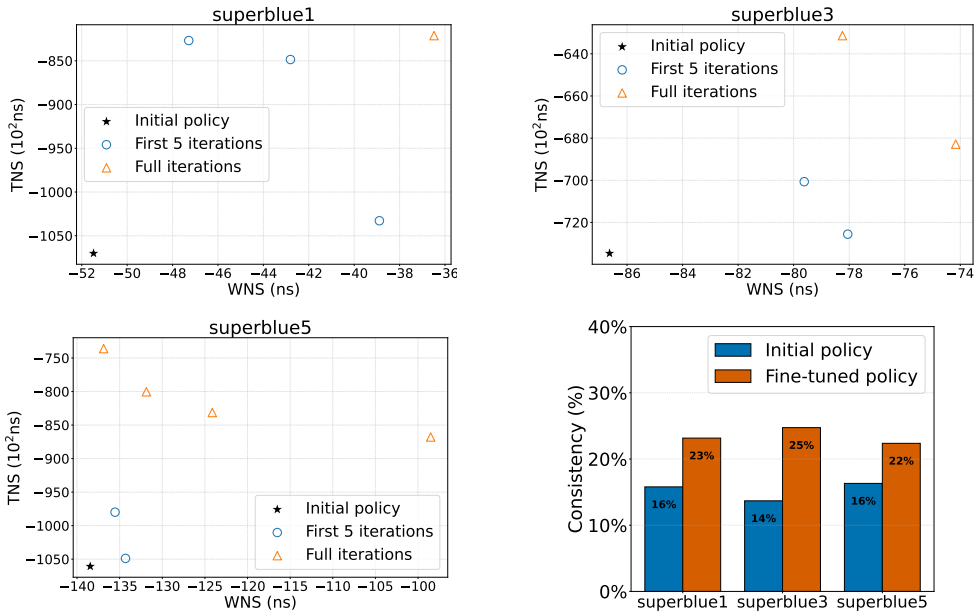 superblue1
TNS (10²ns)
−850
−900
−950
−1000
−1050
Initial policy
First 5 iterations
Full iterations
−52 −50 −48 −46 −44 −42 −40 −38 −36
WNS (ns)
superblue3
TNS (10²ns)
−640
−660
−680
−700
−720
Initial policy
First 5 iterations
Full iterations
−86 −84 −82 −80 −78 −76 −74
WNS (ns)
superblue5
TNS (10²ns)
−750
−800
−850
−900
−950
−1000
−1050
Initial policy
First 5 iterations
Full iterations
−140 −135 −130 −125 −120 −115 −110 −105 −100
WNS (ns)
Consistency (%)
40%
30%
20%
10%
0%
Initial policy
Fine-tuned policy
16% 23% 14% 25% 16% 22%
superblue1 superblue3 superblue5